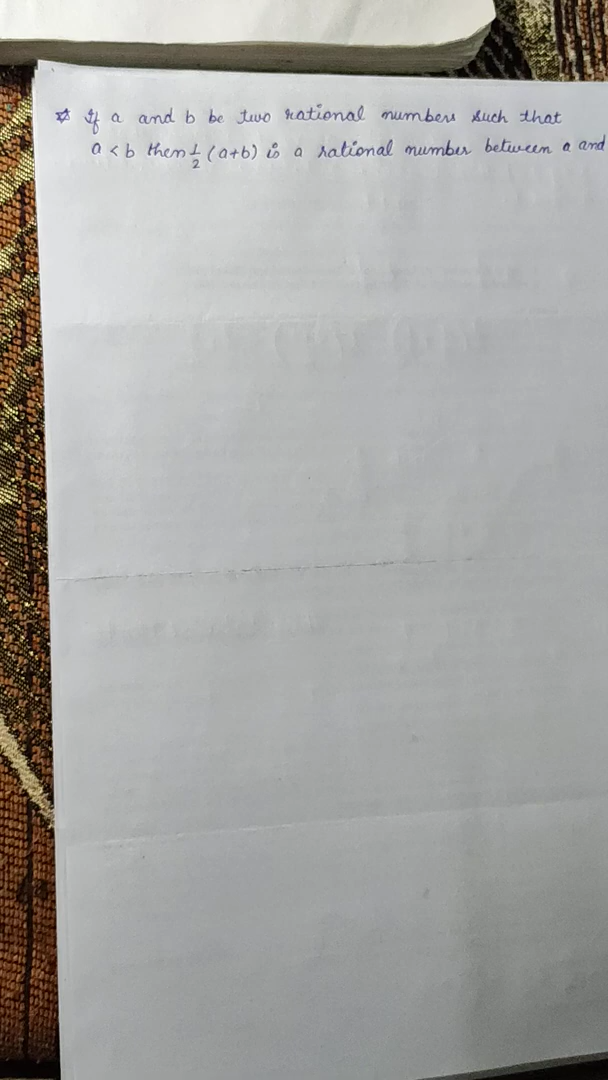 ☆ If a and b be two rational numbers such that
a < b then ½ (a+b) is a rational number between a and